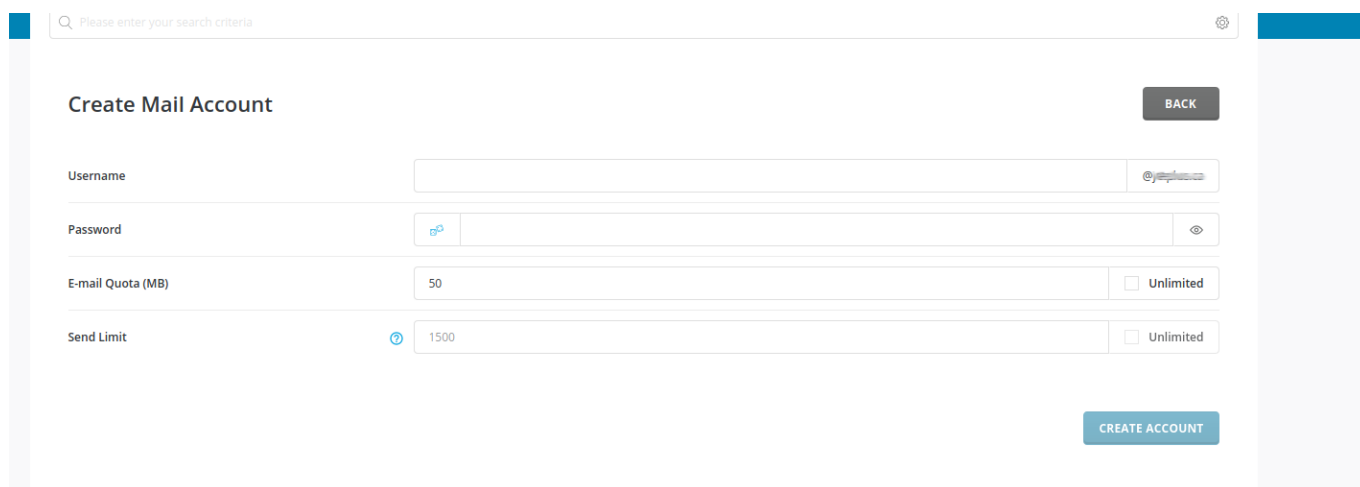 Please enter your search criteria
Create Mail Account
BACK
Username
@
Password
E-mail Quota (MB)
50
Unlimited
Send Limit
?
1500
Unlimited
CREATE ACCOUNT